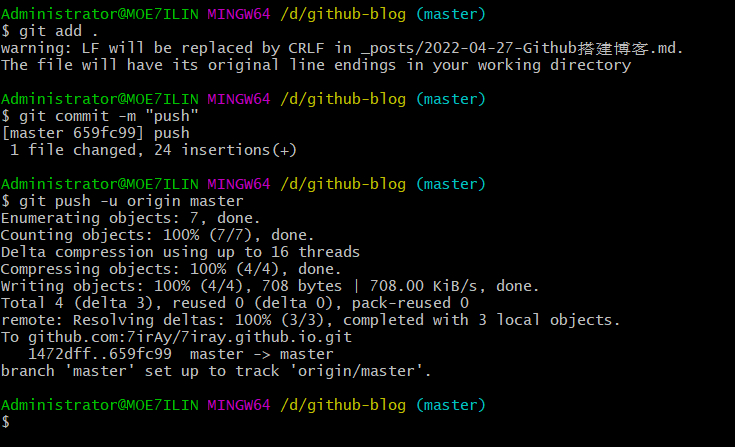 Administrator@MOE7ILIN MINGW64 /d/github-blog (master)
$ git add .
warning: LF will be replaced by CRLF in _posts/2022-04-27-Github搭建博客.md.
The file will have its original line endings in your working directory
Administrator@MOE7ILIN MINGW64 /d/github-blog (master)
$ git commit -m "push"
[master 659fc99] push
 1 file changed, 24 insertions(+)
Administrator@MOE7ILIN MINGW64 /d/github-blog (master)
$ git push -u origin master
Enumerating objects: 7, done.
Counting objects: 100% (7/7), done.
Delta compression using up to 16 threads
Compressing objects: 100% (4/4), done.
Writing objects: 100% (4/4), 708 bytes | 708.00 KiB/s, done.
Total 4 (delta 3), reused 0 (delta 0), pack-reused 0
remote: Resolving deltas: 100% (3/3), completed with 3 local objects.
To github.com:7irAy/7iray.github.io.git
   1472dff..659fc99  master -> master
branch 'master' set up to track 'origin/master'.
Administrator@MOE7ILIN MINGW64 /d/github-blog (master)
$